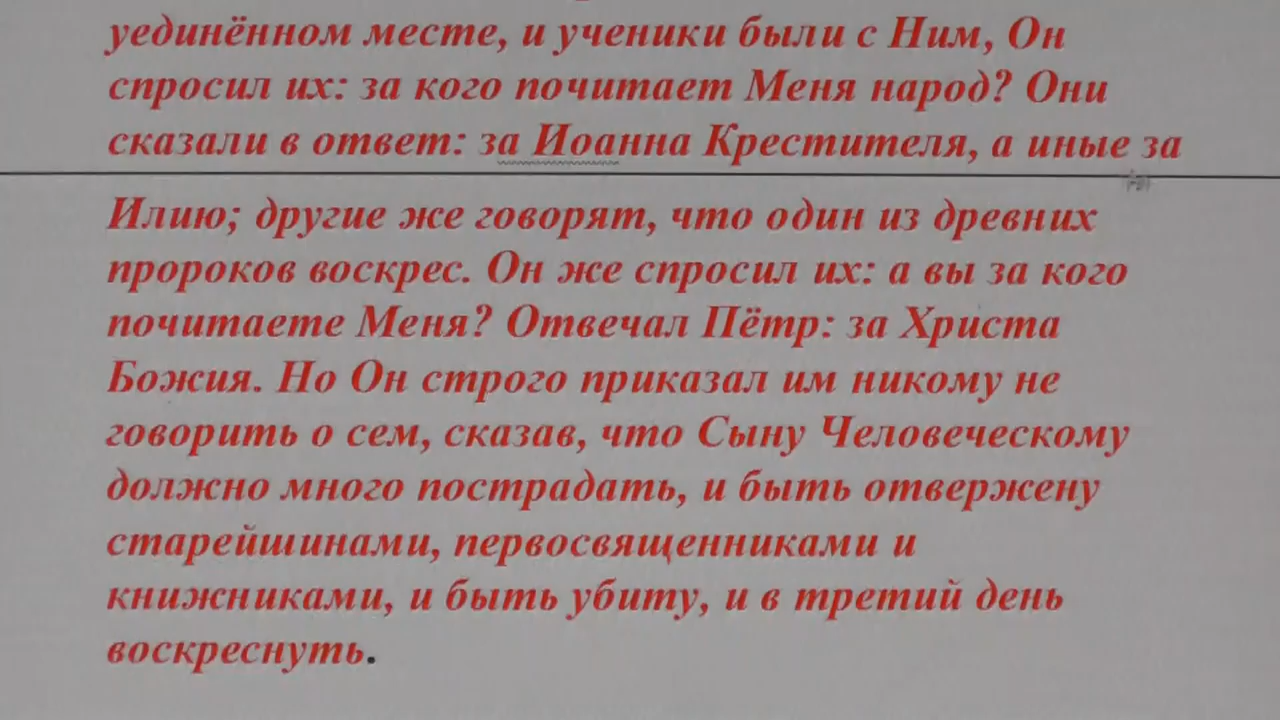 уединённом месте, и ученики были с Ним, Он
спросил их: за кого почитает Меня народ? Они
сказали в ответ: за Иоанна Крестителя, а иные за
Илию; другие же говорят, что один из древних
пророков воскрес. Он же спросил их: а вы за кого
почитаете Меня? Отвечал Пётр: за Христа
Божия. Но Он строго приказал им никому не
говорить о сем, сказав, что Сыну Человеческому
должно много пострадать, и быть отвержену
старейшинами, первосвященниками и
книжниками, и быть убиту, и в третий день
воскреснуть.